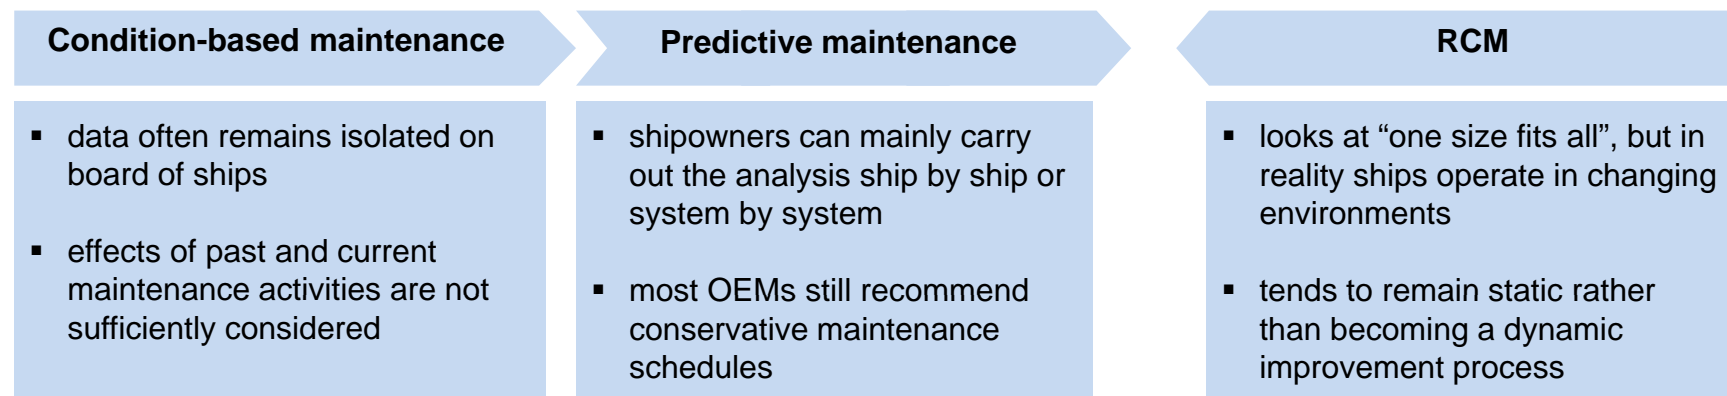 Condition-based maintenance
▪ data often remains isolated on
board of ships
▪ effects of past and current
maintenance activities are not
sufficiently considered
Predictive maintenance
▪ shipowners can mainly carry
out the analysis ship by ship or
system by system
▪ most OEMs still recommend
conservative maintenance
schedules
RCM
▪ looks at “one size fits all”, but in
reality ships operate in changing
environments
▪ tends to remain static rather
than becoming a dynamic
improvement process